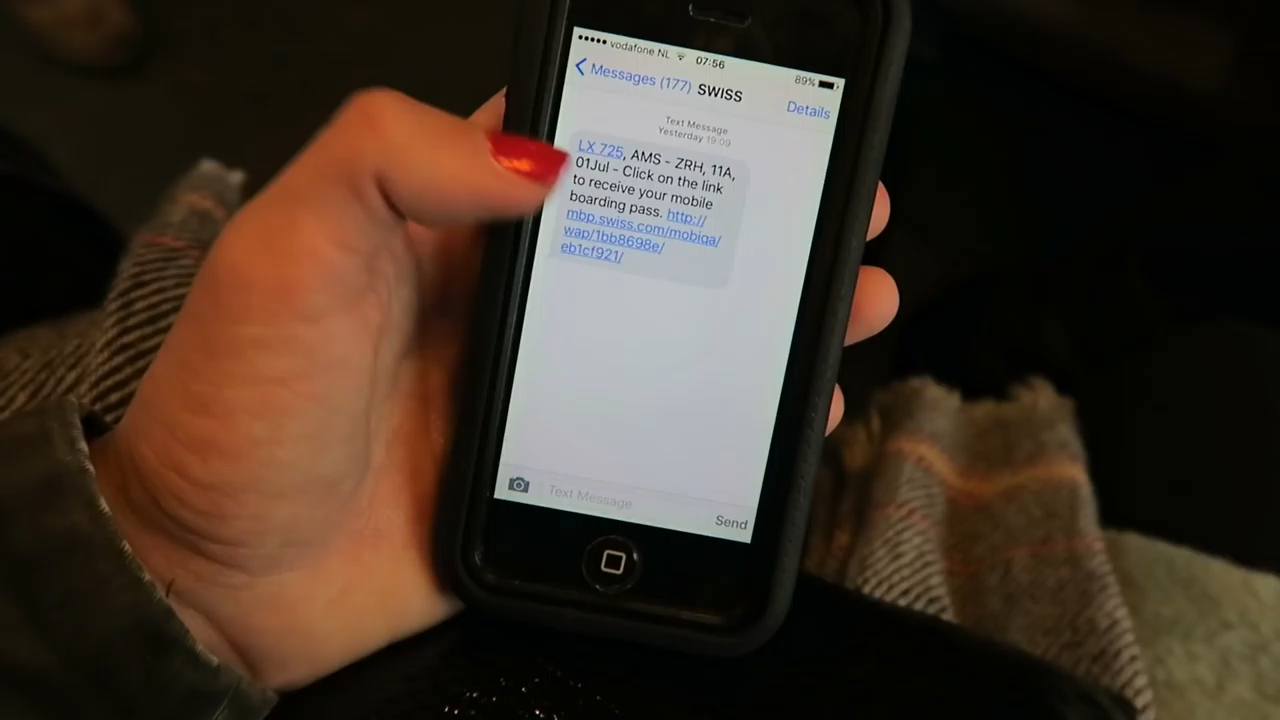 vodafone NL 07:56 89%
Messages (177) SWISS Details
Text Message
Yesterday 19:09
LX 725, AMS - ZRH, 11A,
01Jul - Click on the link
to receive your mobile
boarding pass. http://
mbp.swiss.com/mobiqa/
wap/1bb8698e/
eb1cf921/
Text Message
Send